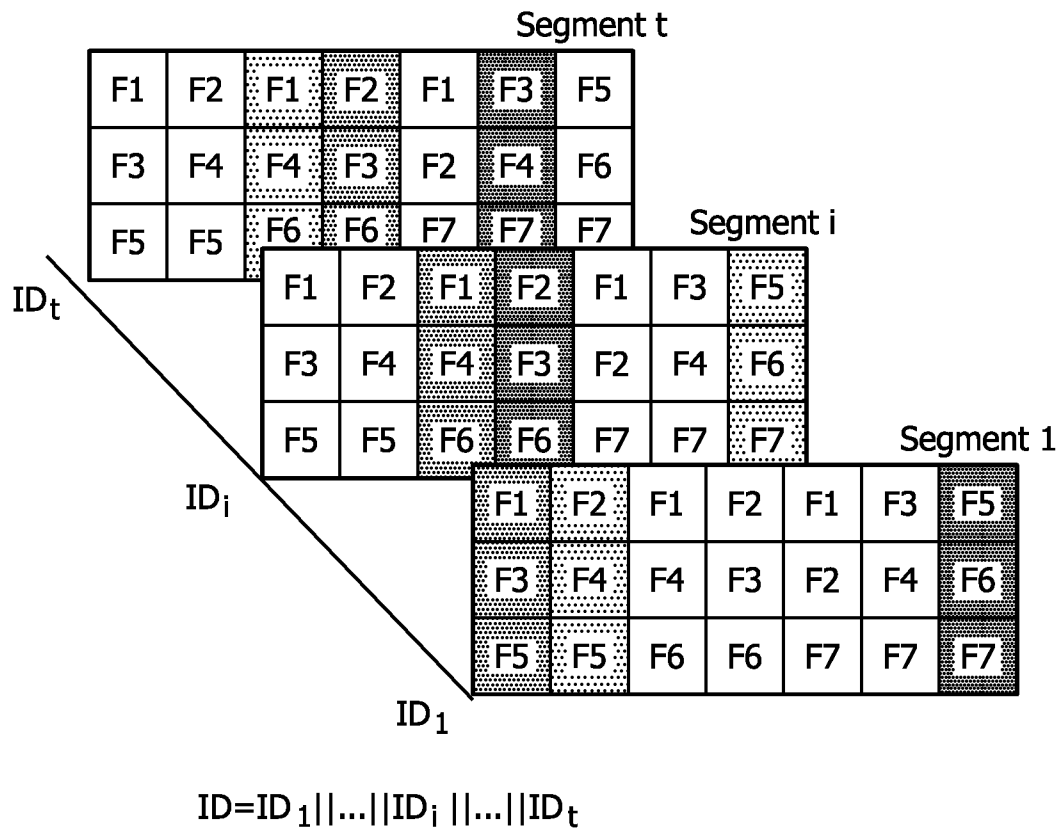 Segment t
F1 F2 F1 F2 F1 F3 F5
F3 F4 F4 F3 F2 F4 F6
F5 F5 F6 F6 F7 F7 F7
Segment i
F1 F2 F1 F2 F1 F3 F5
F3 F4 F4 F3 F2 F4 F6
F5 F5 F6 F6 F7 F7 F7
Segment 1
F1 F2 F1 F2 F1 F3 F5
F3 F4 F4 F3 F2 F4 F6
F5 F5 F6 F6 F7 F7 F7
IDt
IDi
ID1
ID=ID1||...||IDi||...||IDt